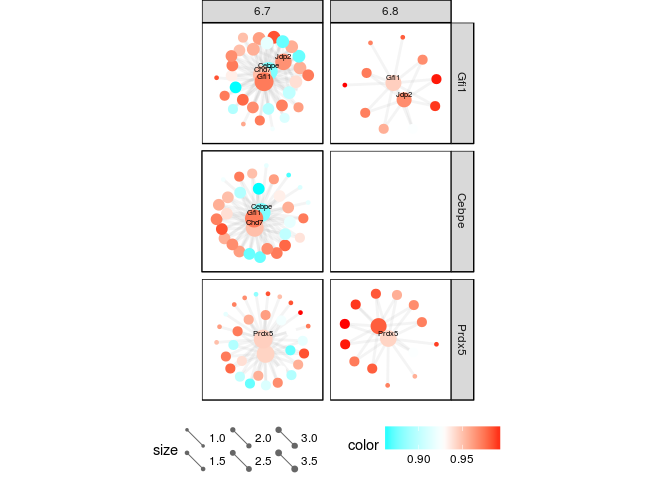 6.7 6.8
Jdp2
Cebpe
Chd7
Gfi1
Gfi1
Jdp2
Gfi1
Cebpe
Gfi1
Chd7
Cebpe
Prdx5
Prdx5
Prdx5
size
1.0 2.0 3.0
1.5 2.5 3.5
color
0.90 0.95